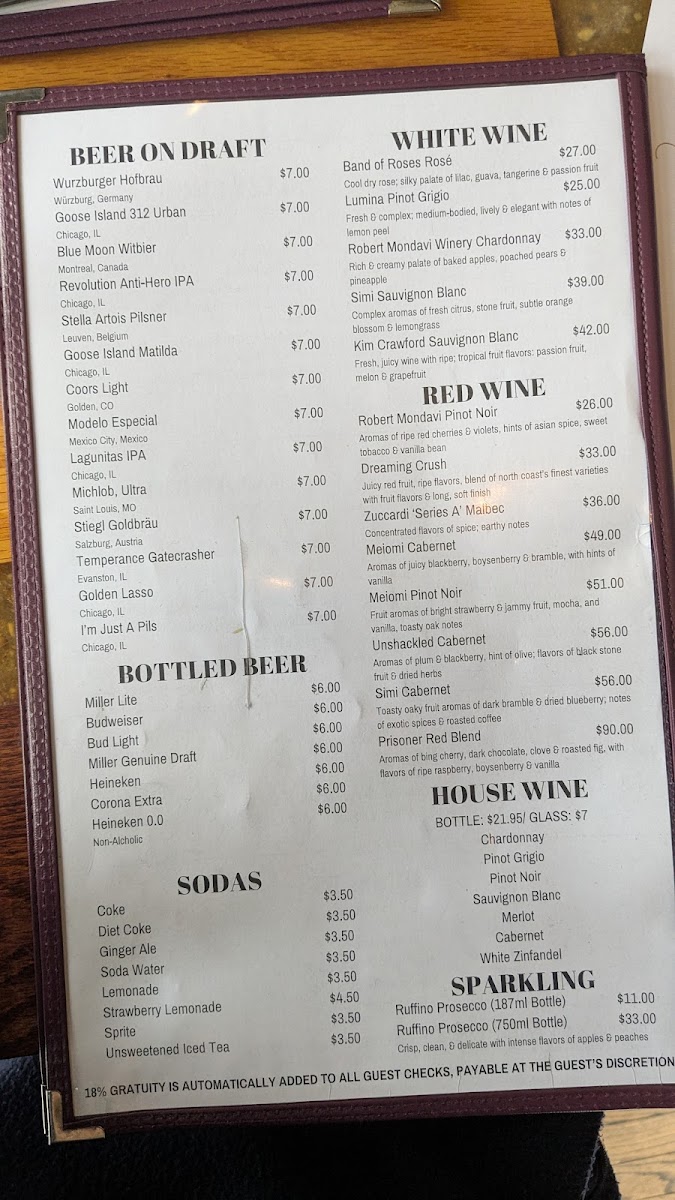 BEER ON DRAFT
Wurzburger Hofbrau $7.00
Würzburg, Germany
Goose Island 312 Urban $7.00
Chicago, IL
Blue Moon Witbier $7.00
Montreal, Canada
Revolution Anti-Hero IPA $7.00
Chicago, IL
Stella Artois Pilsner $7.00
Leuven, Belgium
Goose Island Matilda $7.00
Chicago, IL
Coors Light $7.00
Golden, CO
Modelo Especial $7.00
Mexico City, Mexico
Lagunitas IPA $7.00
Chicago, IL
Michlob, Ultra $7.00
Saint Louis, MO
Stiegl Goldbräu $7.00
Salzburg, Austria
Temperance Gatecrasher $7.00
Evanston, IL
Golden Lasso $7.00
Chicago, IL
I'm Just A Pils $7.00
Chicago, IL
BOTTLED BEER
Miller Lite $6.00
Budweiser $6.00
Bud Light $6.00
Miller Genuine Draft $6.00
Heineken $6.00
Corona Extra $6.00
Heineken 0.0 $6.00
Non-Alcholic
SODAS
Coke $3.50
Diet Coke $3.50
Ginger Ale $3.50
Soda Water $3.50
Lemonade $3.50
Strawberry Lemonade $4.50
Sprite $3.50
Unsweetened Iced Tea $3.50
WHITE WINE
Band of Roses Rosé $27.00
Cool dry rose; silky palate of lilac, guava, tangerine & passion fruit
Lumina Pinot Grigio $25.00
Fresh & complex; medium-bodied, lively & elegant with notes of
lemon peel
Robert Mondavi Winery Chardonnay $33.00
Rich & creamy palate of baked apples, poached pears &
pineapple
Simi Sauvignon Blanc $39.00
Complex aromas of fresh citrus, stone fruit, subtle orange
blossom & lemongrass
Kim Crawford Sauvignon Blanc $42.00
Fresh, juicy wine with ripe; tropical fruit flavors: passion fruit,
melon & grapefruit
RED WINE
Robert Mondavi Pinot Noir $26.00
Aromas of ripe red cherries & violets, hints of asian spice, sweet
tobacco & vanilla bean
Dreaming Crush $33.00
Juicy red fruit, ripe flavors, blend of north coast's finest varieties
with fruit flavors & long, soft finish
Zuccardi 'Series A' Malbec $36.00
Concentrated flavors of spice; earthy notes
Meiomi Cabernet $49.00
Aromas of juicy blackberry, boysenberry & bramble, with hints of
vanilla
Meiomi Pinot Noir $51.00
Fruit aromas of bright strawberry & jammy fruit, mocha, and
vanilla, toasty oak notes
Unshackled Cabernet $56.00
Aromas of plum & blackberry, hint of olive; flavors of black stone
fruit & dried herbs
Simi Cabernet $56.00
Toasty oaky fruit aromas of dark bramble & dried blueberry; notes
of exotic spices & roasted coffee
Prisoner Red Blend $90.00
Aromas of bing cherry, dark chocolate, clove & roasted fig, with
flavors of ripe raspberry, boysenberry & vanilla
HOUSE WINE
BOTTLE: $21.95/ GLASS: $7
Chardonnay
Pinot Grigio
Pinot Noir
Sauvignon Blanc
Merlot
Cabernet
White Zinfandel
SPARKLING
Ruffino Prosecco (187ml Bottle) $11.00
Ruffino Prosecco (750ml Bottle) $33.00
Crisp, clean, & delicate with intense flavors of apples & peaches
18% GRATUITY IS AUTOMATICALLY ADDED TO ALL GUEST CHECKS, PAYABLE AT THE GUEST'S DISCRETION